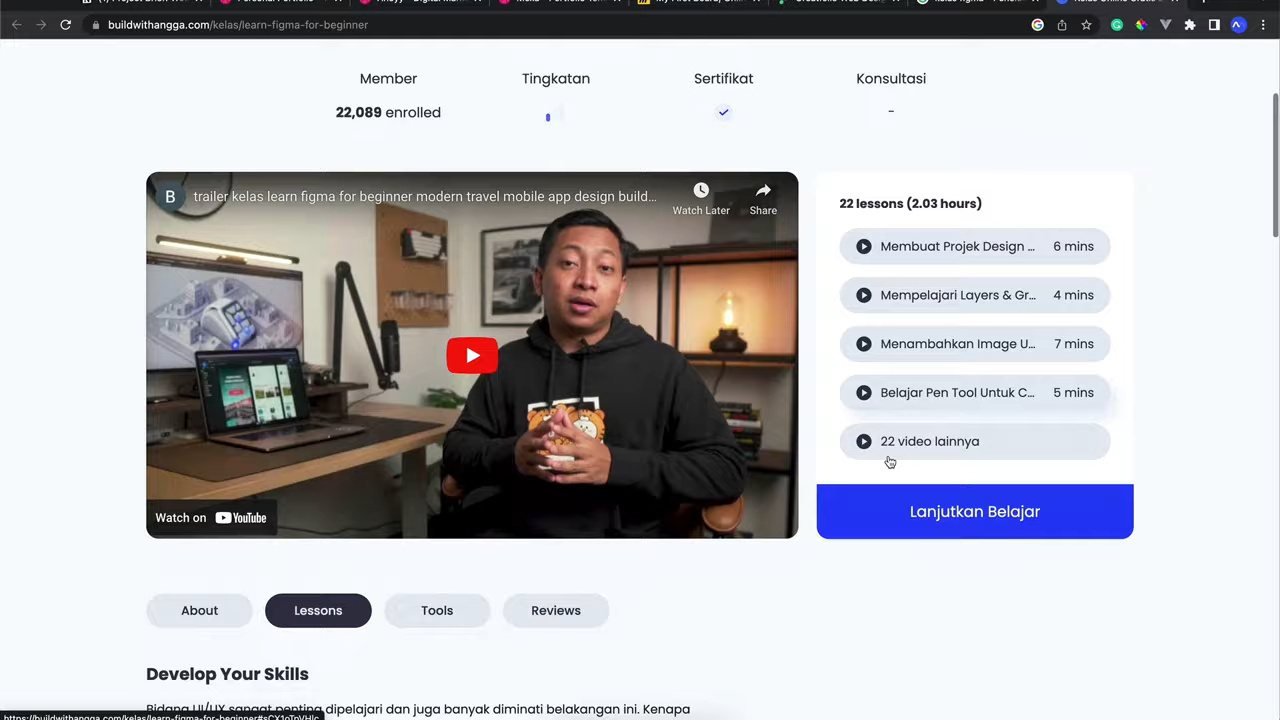 buildwithangga.com/kelas/learn-figma-for-beginner
Member
Tingkatan
Sertifikat
Konsultasi
22,089 enrolled
-
B
trailer kelas learn figma for beginner modern travel mobile app design build...
Watch Later
Share
Watch on YouTube
22 lessons (2.03 hours)
Membuat Projek Design ... 6 mins
Mempelajari Layers & Gr... 4 mins
Menambahkan Image U... 7 mins
Belajar Pen Tool Untuk C... 5 mins
22 video lainnya
Lanjutkan Belajar
About
Lessons
Tools
Reviews
Develop Your Skills
Bidang UI/UX sangat penting dipelajari dan juga banyak diminati belakangan ini. Kenapa